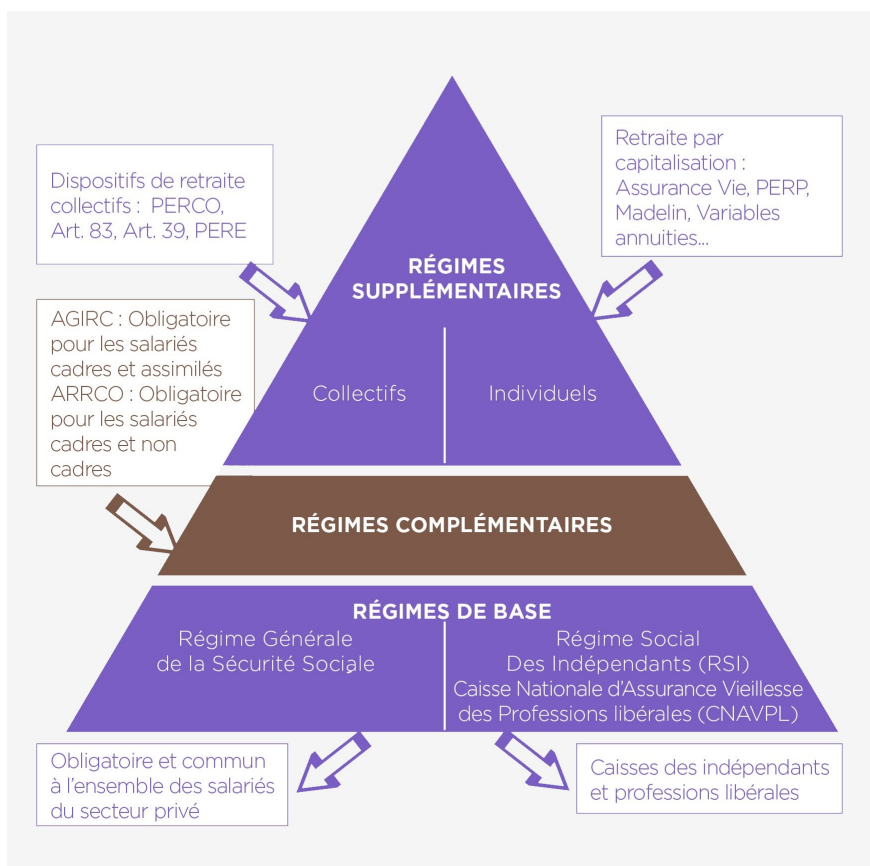 Dispositifs de retraite
collectifs : PERCO,
Art. 83, Art. 39, PERE
Retraite par
capitalisation :
Assurance Vie, PERP,
Madelin, Variables
annuities...
RÉGIMES
SUPPLÉMENTAIRES
Collectifs
Individuels
AGIRC : Obligatoire
pour les salariés
cadres et assimilés
ARRCO : Obligatoire
pour les salariés
cadres et non
cadres
RÉGIMES COMPLÉMENTAIRES
RÉGIMES DE BASE
Régime Générale
de la Sécurité Sociale
Régime Social
Des Indépendants (RSI)
Caisse Nationale d'Assurance Vieillesse
des Professions libérales (CNAVPL)
Obligatoire et commun
à l'ensemble des salariés
du secteur privé
Caisses des indépendants
et professions libérales